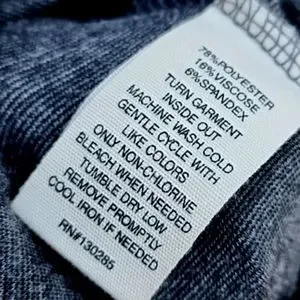 78%POLYESTER
16%VISCOSE
6%SPANDEX
TURN GARMENT
INSIDE OUT
MACHINE WASH COLD
GENTLE CYCLE WITH
LIKE COLORS
ONLY NON-CHLORINE
BLEACH WHEN NEEDED
TUMBLE DRY LOW
REMOVE PROMPTLY
COOL IRON IF NEEDED
RN#130285